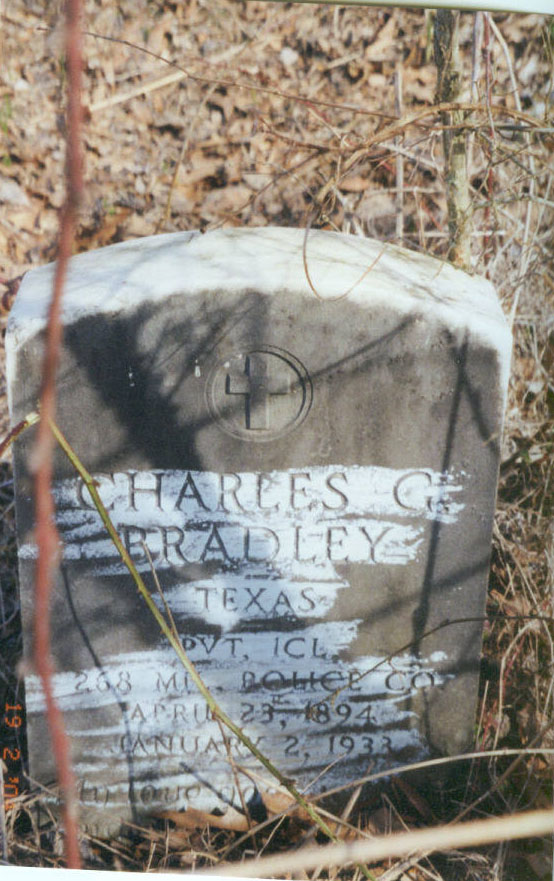 CHARLES G.
BRADLEY
TEXAS
PVT. 1CL.
268 MIL. POLICE CO.
APRIL 23, 1894
JANUARY 2, 1933